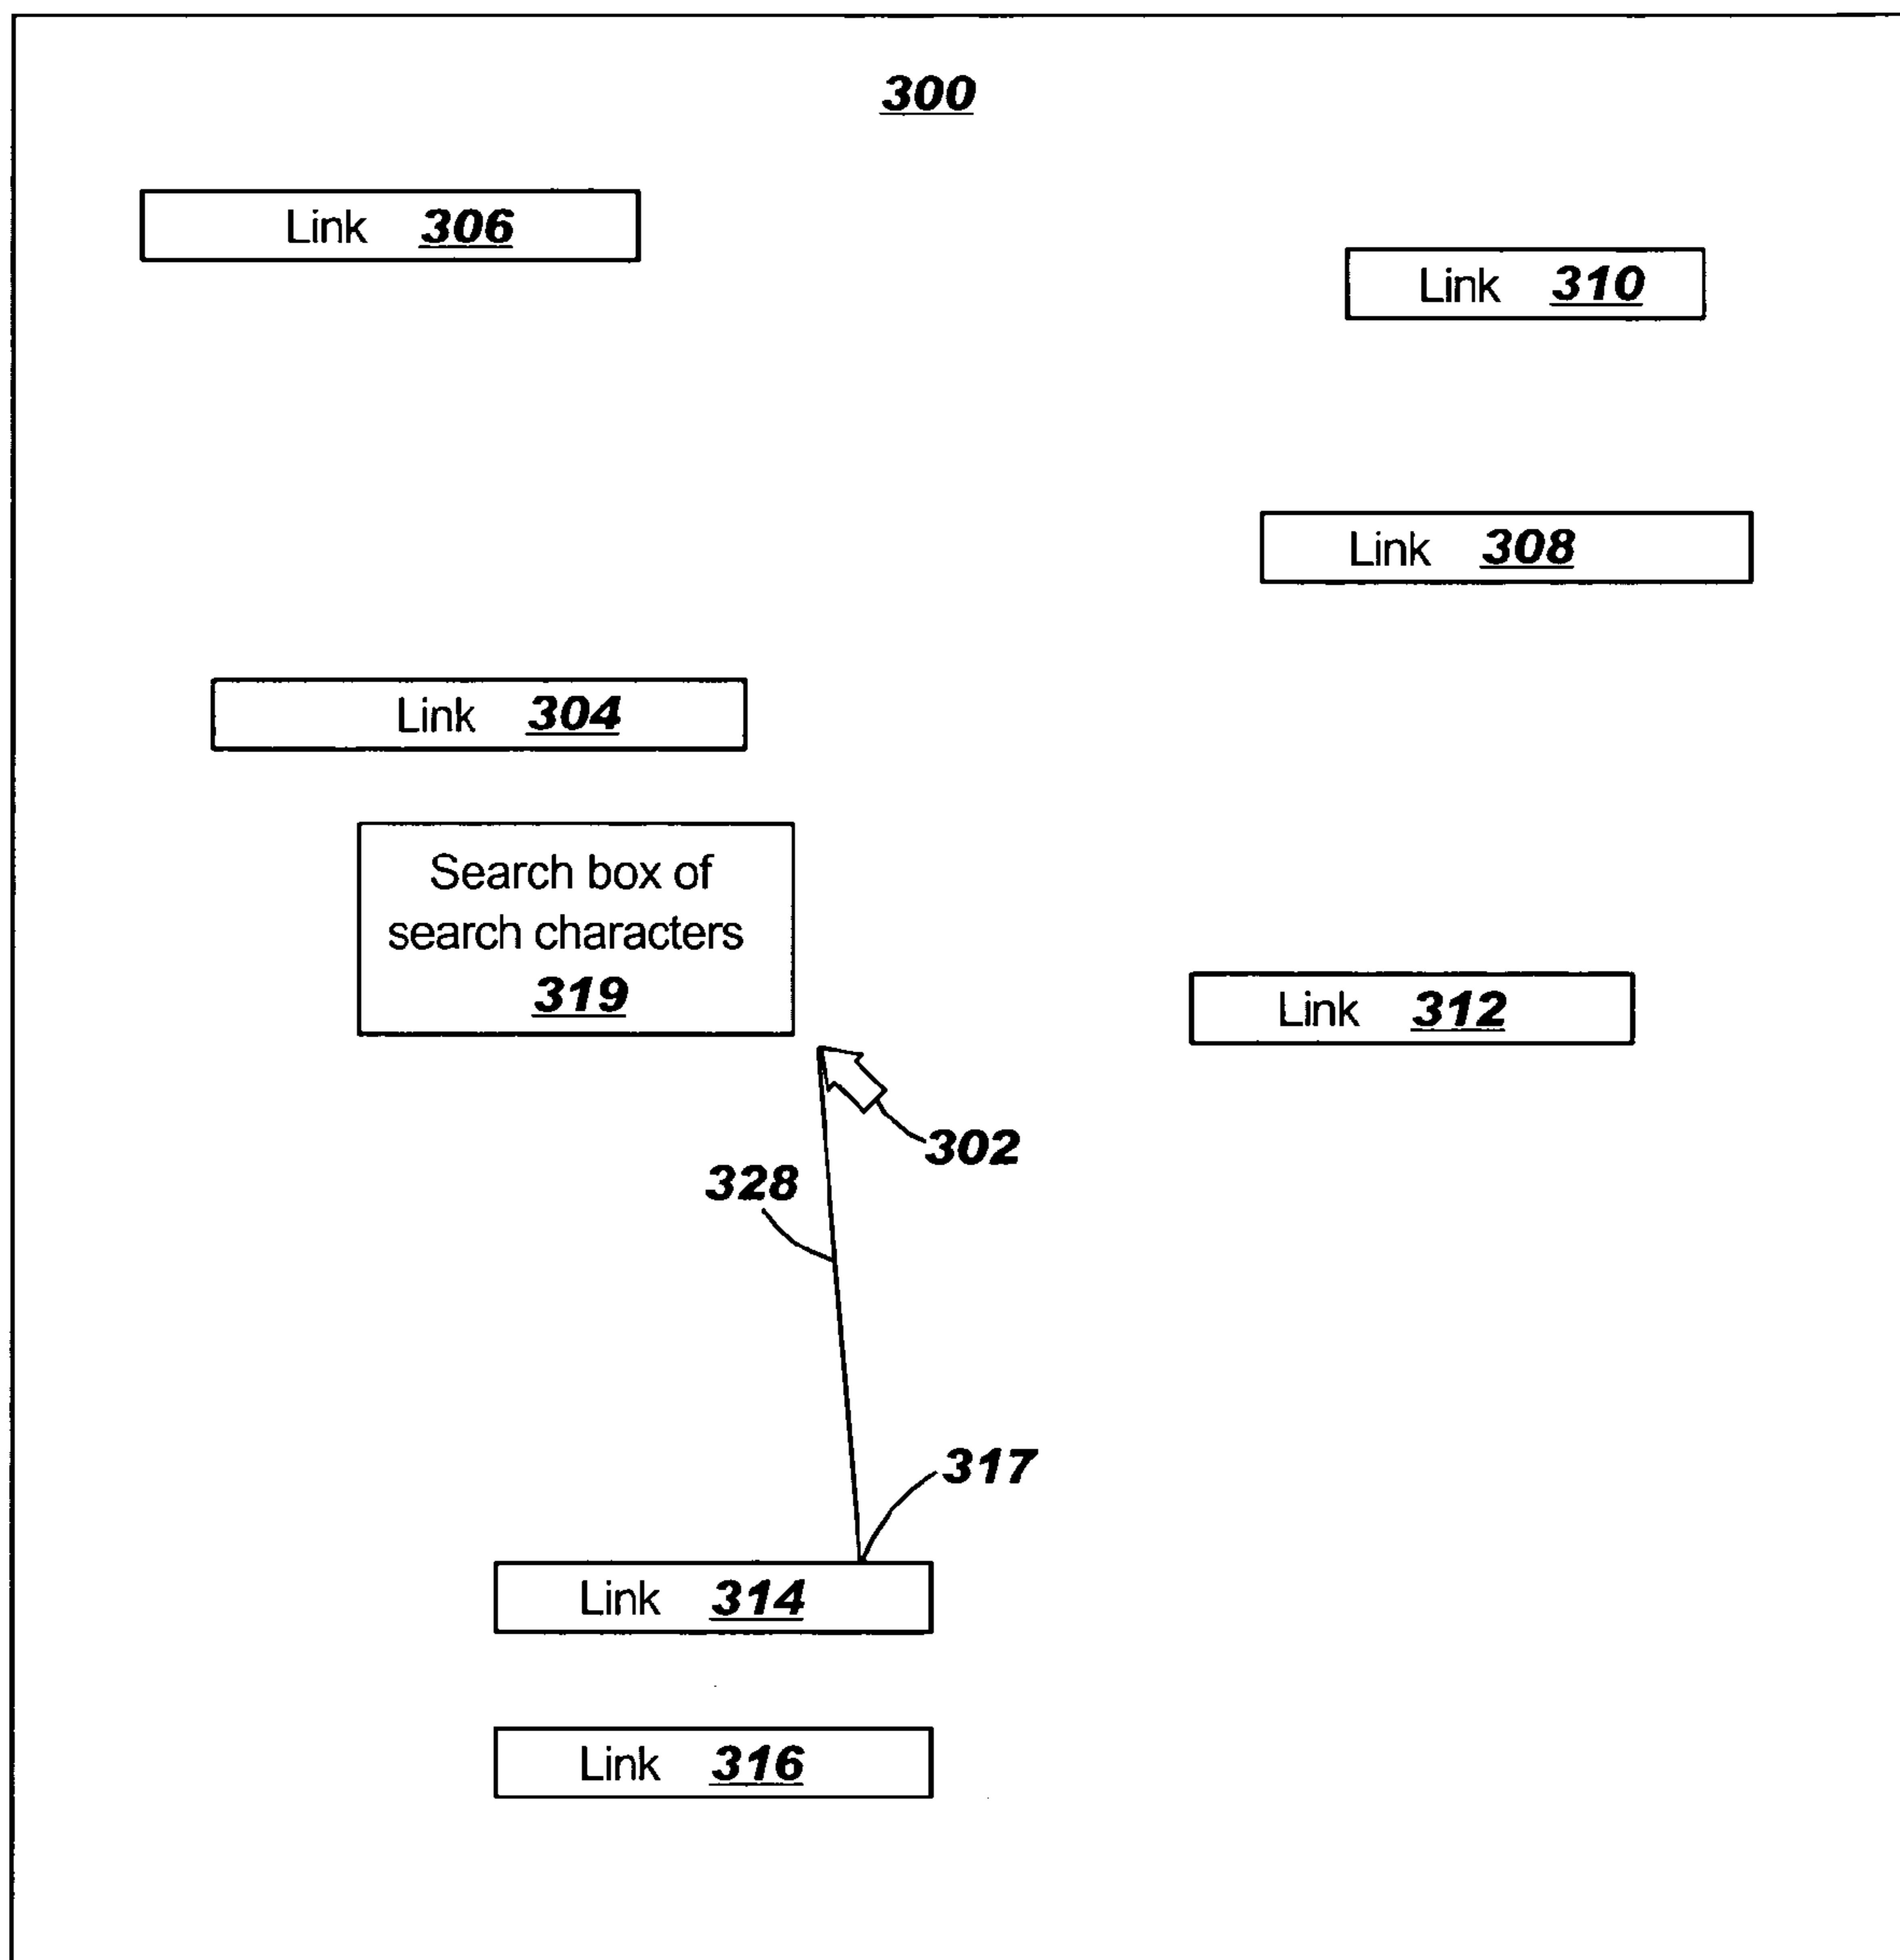 300
Link 306
Link 310
Link 308
Link 304
Search box of
search characters
319
Link 312
302
328
317
Link 314
Link 316